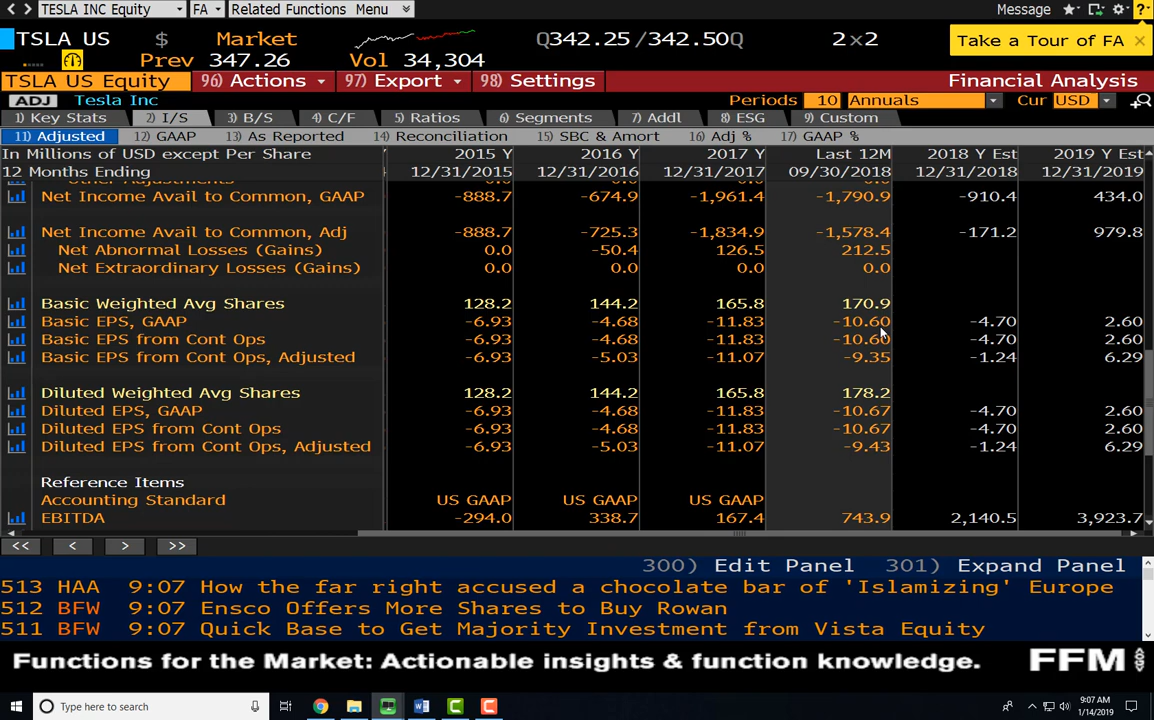 TSLA INC Equity FA Related Functions Menu Message
TSLA US $ Market Q342.25/342.50Q 2×2 Take a Tour of FA ×
Prev 347.26 Vol 34,304
TSLA US Equity 96) Actions 97) Export 98) Settings Financial Analysis
ADJ Tesla Inc Periods 10 Annuals Cur USD
1) Key Stats 2) I/S 3) B/S 4) C/F 5) Ratios 6) Segments 7) Addl 8) ESG 9) Custom
11) Adjusted 12) GAAP 13) As Reported 14) Reconciliation 15) SBC & Amort 16) Adj % 17) GAAP %
In Millions of USD except Per Share 2015 Y 2016 Y 2017 Y Last 12M 2018 Y Est 2019 Y Est
12 Months Ending 12/31/2015 12/31/2016 12/31/2017 09/30/2018 12/31/2018 12/31/2019
Other Adjustments 0.0 0.0 0.0 0.0
Net Income Avail to Common, GAAP -888.7 -674.9 -1,961.4 -1,790.9 -910.4 434.0
Net Income Avail to Common, Adj -888.7 -725.3 -1,834.9 -1,578.4 -171.2 979.8
Net Abnormal Losses (Gains) 0.0 -50.4 126.5 212.5
Net Extraordinary Losses (Gains) 0.0 0.0 0.0 0.0
Basic Weighted Avg Shares 128.2 144.2 165.8 170.9
Basic EPS, GAAP -6.93 -4.68 -11.83 -10.60 -4.70 2.60
Basic EPS from Cont Ops -6.93 -4.68 -11.83 -10.60 -4.70 2.60
Basic EPS from Cont Ops, Adjusted -6.93 -5.03 -11.07 -9.35 -1.24 6.29
Diluted Weighted Avg Shares 128.2 144.2 165.8 178.2
Diluted EPS, GAAP -6.93 -4.68 -11.83 -10.67 -4.70 2.60
Diluted EPS from Cont Ops -6.93 -4.68 -11.83 -10.67 -4.70 2.60
Diluted EPS from Cont Ops, Adjusted -6.93 -5.03 -11.07 -9.43 -1.24 6.29
Reference Items
Accounting Standard US GAAP US GAAP US GAAP
EBITDA -294.0 338.7 167.4 743.9 2,140.5 3,923.7
<< < > >>
300) Edit Panel 301) Expand Panel
513 HAA 9:07 How the far right accused a chocolate bar of 'Islamizing' Europe
512 BFW 9:07 Ensco Offers More Shares to Buy Rowan
511 BFW 9:07 Quick Base to Get Majority Investment from Vista Equity
Functions for the Market: Actionable insights & function knowledge. FFM
Type here to search
9:07 AM
1/14/2019